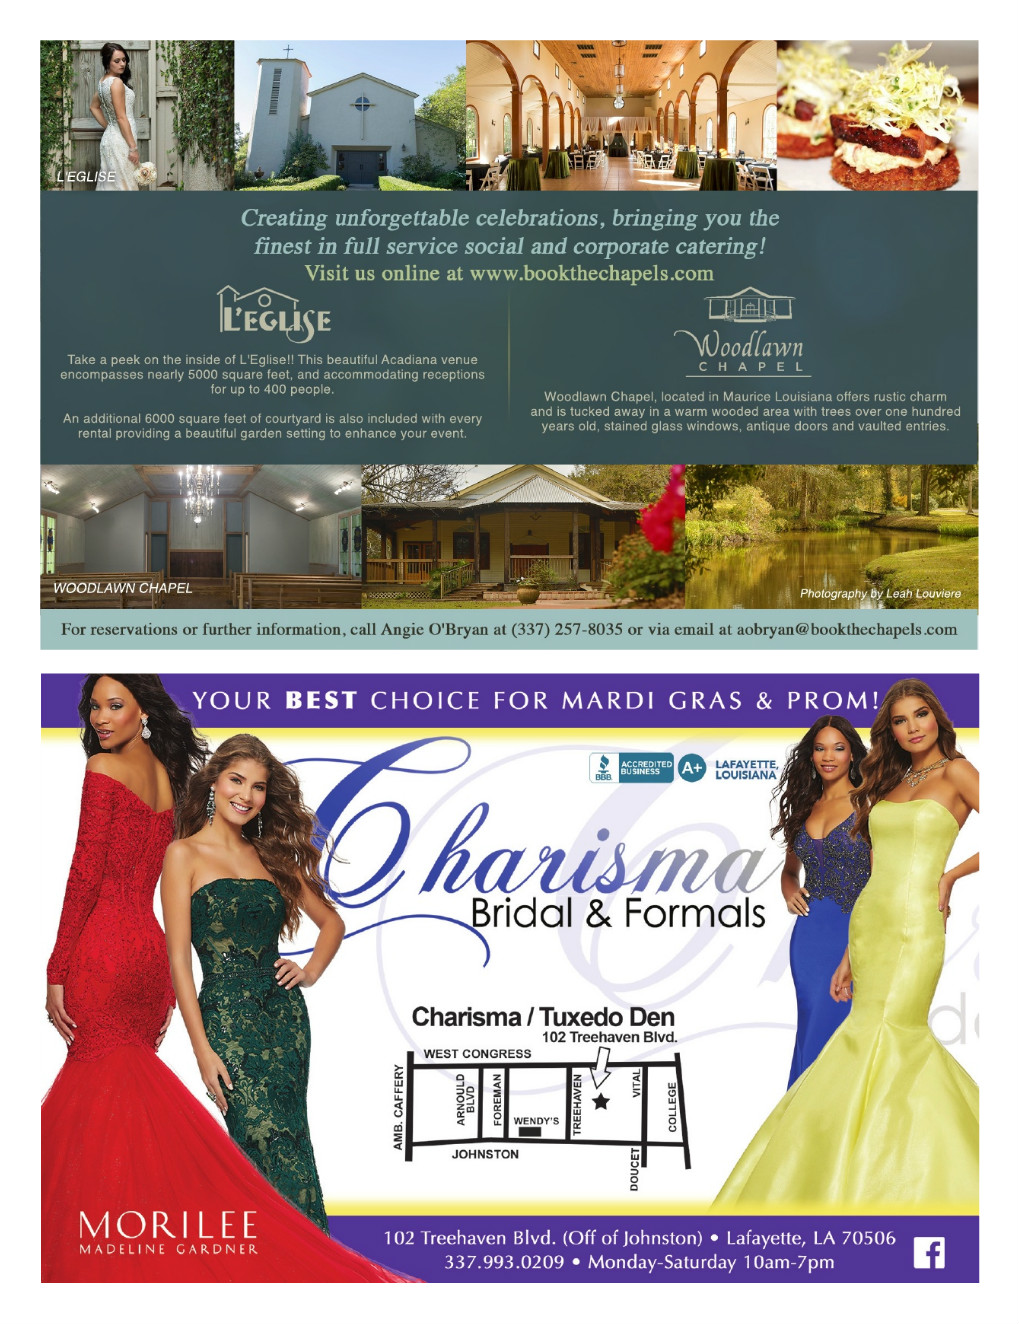 L'EGLISE
Creating unforgettable celebrations, bringing you the
finest in full service social and corporate catering!
Visit us online at www.bookthechapels.com
L'EGLISE
Take a peek on the inside of L'Eglise!! This beautiful Acadiana venue
encompasses nearly 5000 square feet, and accommodating receptions
for up to 400 people.
An additional 6000 square feet of courtyard is also included with every
rental providing a beautiful garden setting to enhance your event.
Woodlawn
CHAPEL
Woodlawn Chapel, located in Maurice Louisiana offers rustic charm
and is tucked away in a warm wooded area with trees over one hundred
years old, stained glass windows, antique doors and vaulted entries.
WOODLAWN CHAPEL
Photography by Leah Louviere
For reservations or further information, call Angie O'Bryan at (337) 257-8035 or via email at aobryan@bookthechapels.com
YOUR BEST CHOICE FOR MARDI GRAS & PROM!
BBB
ACCREDITED
BUSINESS
A+
LAFAYETTE,
LOUISIANA
Charisma
Bridal & Formals
Charisma / Tuxedo Den
102 Treehaven Blvd.
WEST CONGRESS
AMB. CAFFERY
ARNOULD
BLVD
FOREMAN
WENDY'S
TREEHAVEN
VITAL
COLLEGE
JOHNSTON
DOUCET
MORILEE
MADELINE GARDNER
102 Treehaven Blvd. (Off of Johnston) • Lafayette, LA 70506
337.993.0209 • Monday-Saturday 10am-7pm
f